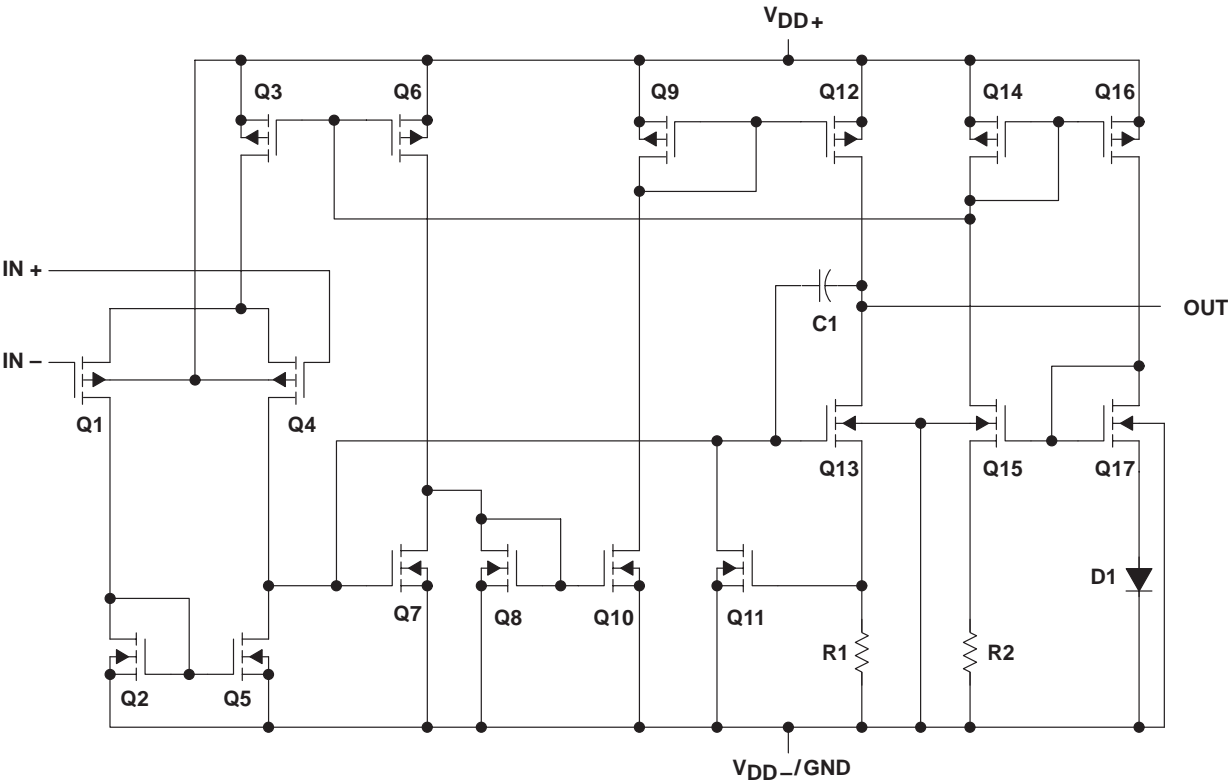 VDD+
Q3
Q6
Q9
Q12
Q14
Q16
IN +
C1
OUT
IN −
Q1
Q4
Q13
Q15
Q17
Q7
Q8
Q10
Q11
D1
R1
R2
Q2
Q5
VDD−/GND